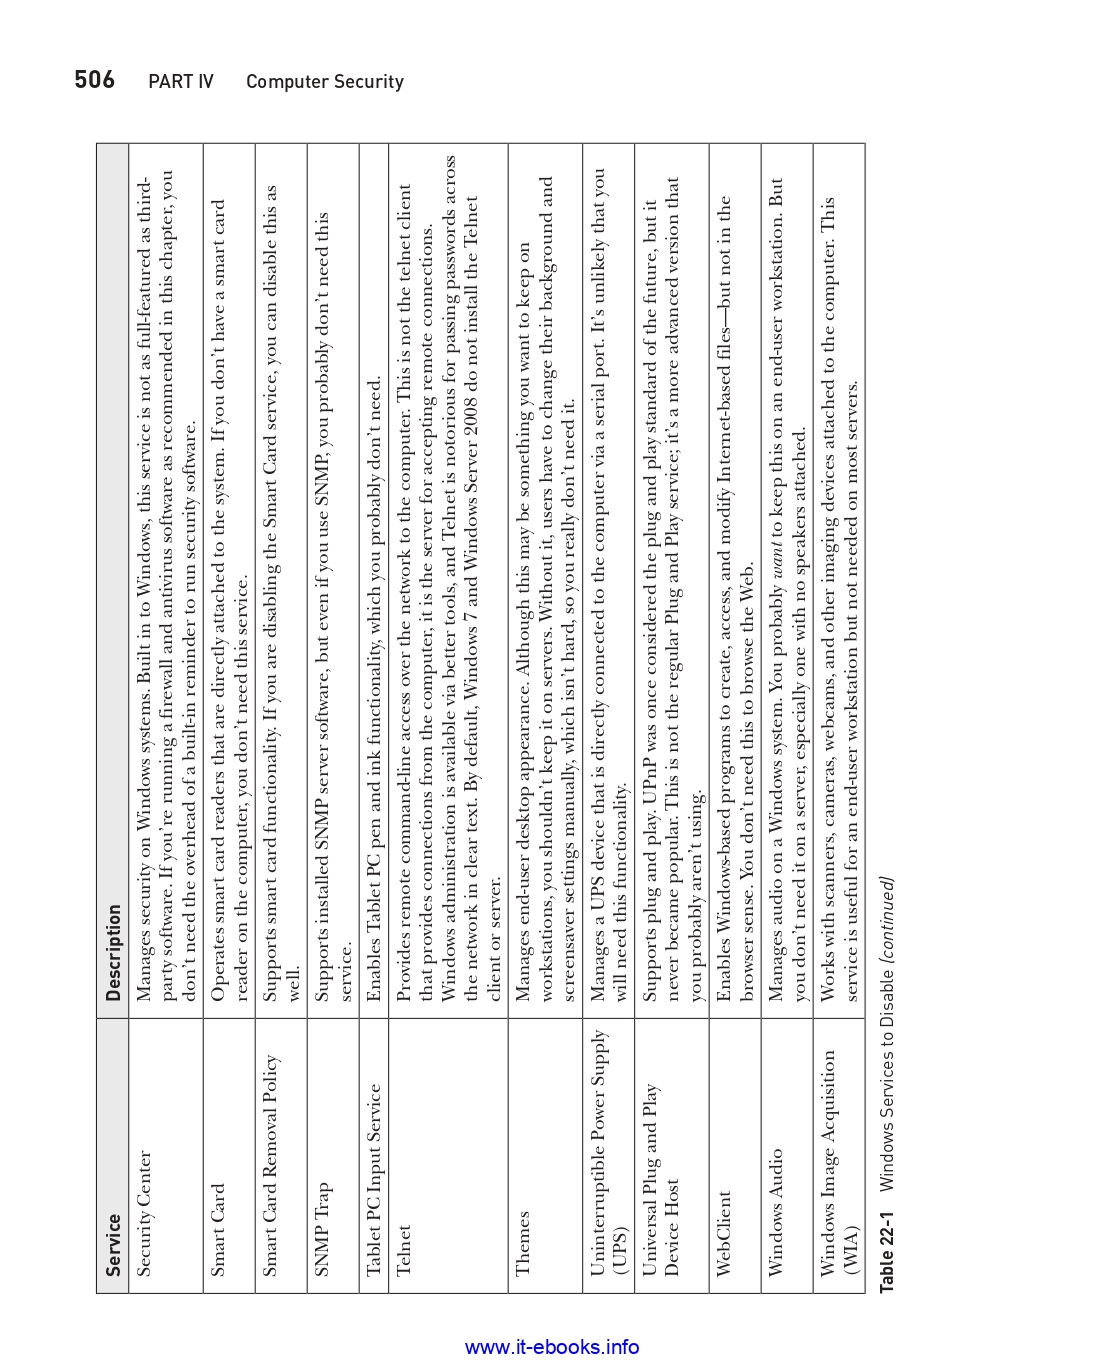 506 PART IV Computer Security
Service Description
Security Center
Manages security on Windows systems. Built in to Windows, this service is not as full-featured as third-
party software. If you're running a firewall and antivirus software as recommended in this chapter, you
don't need the overhead of a built-in reminder to run security software.
Smart Card
Operates smart card readers that are directly attached to the system. If you don't have a smart card
reader on the computer, you don't need this service.
Smart Card Removal Policy
Supports smart card functionality. If you are disabling the Smart Card service, you can disable this as
well.
SNMP Trap
Supports installed SNMP server software, but even if you use SNMP, you probably don't need this
service.
Tablet PC Input Service
Enables Tablet PC pen and ink functionality, which you probably don't need.
Telnet
Provides remote command-line access over the network to the computer. This is not the telnet client
that provides connections from the computer, it is the server for accepting remote connections.
Windows administration is available via better tools, and Telnet is notorious for passing passwords across
the network in clear text. By default, Windows 7 and Windows Server 2008 do not install the Telnet
client or server.
Themes
Manages end-user desktop appearance. Although this may be something you want to keep on
workstations, you shouldn't keep it on servers. Without it, users have to change their background and
screensaver settings manually, which isn't hard, so you really don't need it.
Uninterruptible Power Supply
(UPS)
Manages a UPS device that is directly connected to the computer via a serial port. It's unlikely that you
will need this functionality.
Universal Plug and Play
Device Host
Supports plug and play. UPnP was once considered the plug and play standard of the future, but it
never became popular. This is not the regular Plug and Play service; it's a more advanced version that
you probably aren't using.
WebClient
Enables Windows-based programs to create, access, and modify Internet-based files—but not in the
browser sense. You don't need this to browse the Web.
Windows Audio
Manages audio on a Windows system. You probably want to keep this on an end-user workstation. But
you don't need it on a server, especially one with no speakers attached.
Windows Image Acquisition
(WIA)
Works with scanners, cameras, webcams, and other imaging devices attached to the computer. This
service is useful for an end-user workstation but not needed on most servers.
Table 22-1 Windows Services to Disable (continued)
www.it-ebooks.info